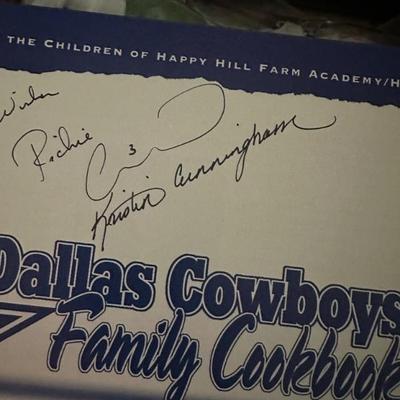 THE CHILDREN OF HAPPY HILL FARM ACADEMY/H
Richie
3
Kristin Cunningham
Dallas Cowboys
Family Cookbook